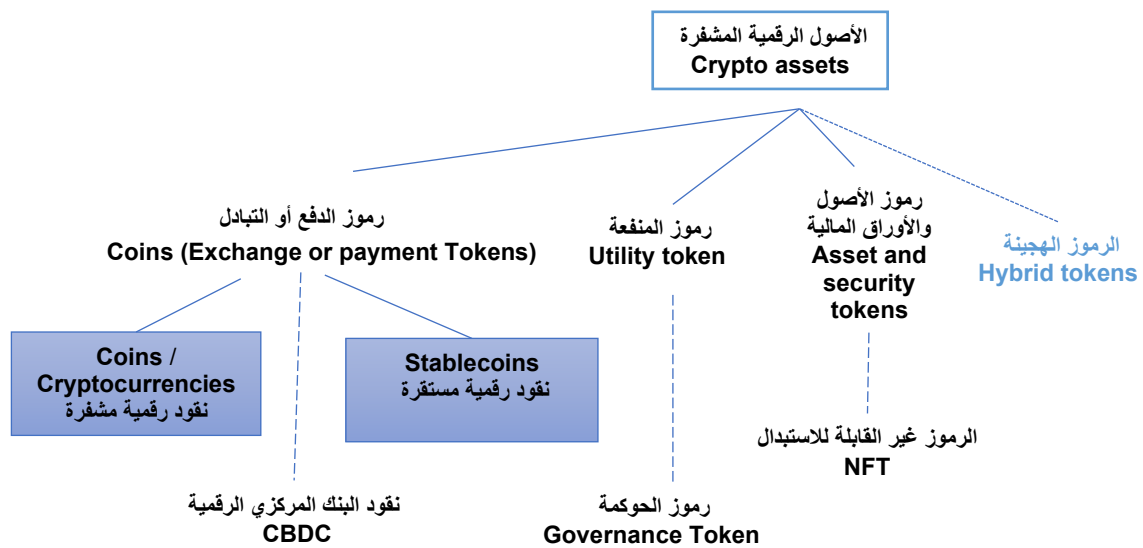 الأصول الرقمية المشفرة
Crypto assets
رموز الدفع أو التبادل
Coins (Exchange or payment Tokens)
رموز المنفعة
Utility token
رموز الأصول
والأوراق المالية
Asset and
security
tokens
الرموز الهجينة
Hybrid tokens
Coins /
Cryptocurrencies
نقود رقمية مشفرة
Stablecoins
نقود رقمية مستقرة
الرموز غير القابلة للاستبدال
NFT
نقود البنك المركزي الرقمية
CBDC
رموز الحوكمة
Governance Token